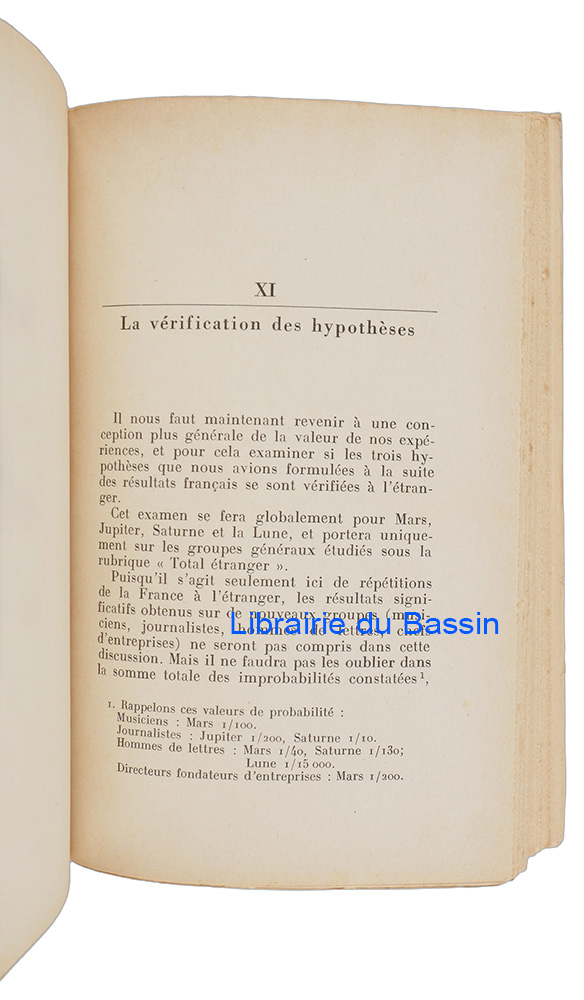 XI
La vérification des hypothèses
Il nous faut maintenant revenir à une con-
ception plus générale de la valeur de nos expé-
riences, et pour cela examiner si les trois hy-
pothèses que nous avions formulées à la suite
des résultats français se sont vérifiées à l'étran-
ger.
Cet examen se fera globalement pour Mars,
Jupiter, Saturne et la Lune, et portera unique-
ment sur les groupes généraux étudiés sous la
rubrique « Total étranger ».
Puisqu'il s'agit seulement ici de répétitions
de la France à l'étranger, les résultats signi-
ficatifs obtenus sur de nouveaux groupes (musi-
ciens, journalistes, hommes de lettres, chefs
d'entreprises) ne seront pas compris dans cette
discussion. Mais il ne faudra pas les oublier dans
la somme totale des improbabilités constatées¹,
1. Rappelons ces valeurs de probabilité :
Musiciens : Mars 1/100.
Journalistes : Jupiter 1/200, Saturne 1/10.
Hommes de lettres : Mars 1/40, Saturne 1/130;
Lune 1/15 000.
Directeurs fondateurs d'entreprises : Mars 1/200.
Librairie du Bassin